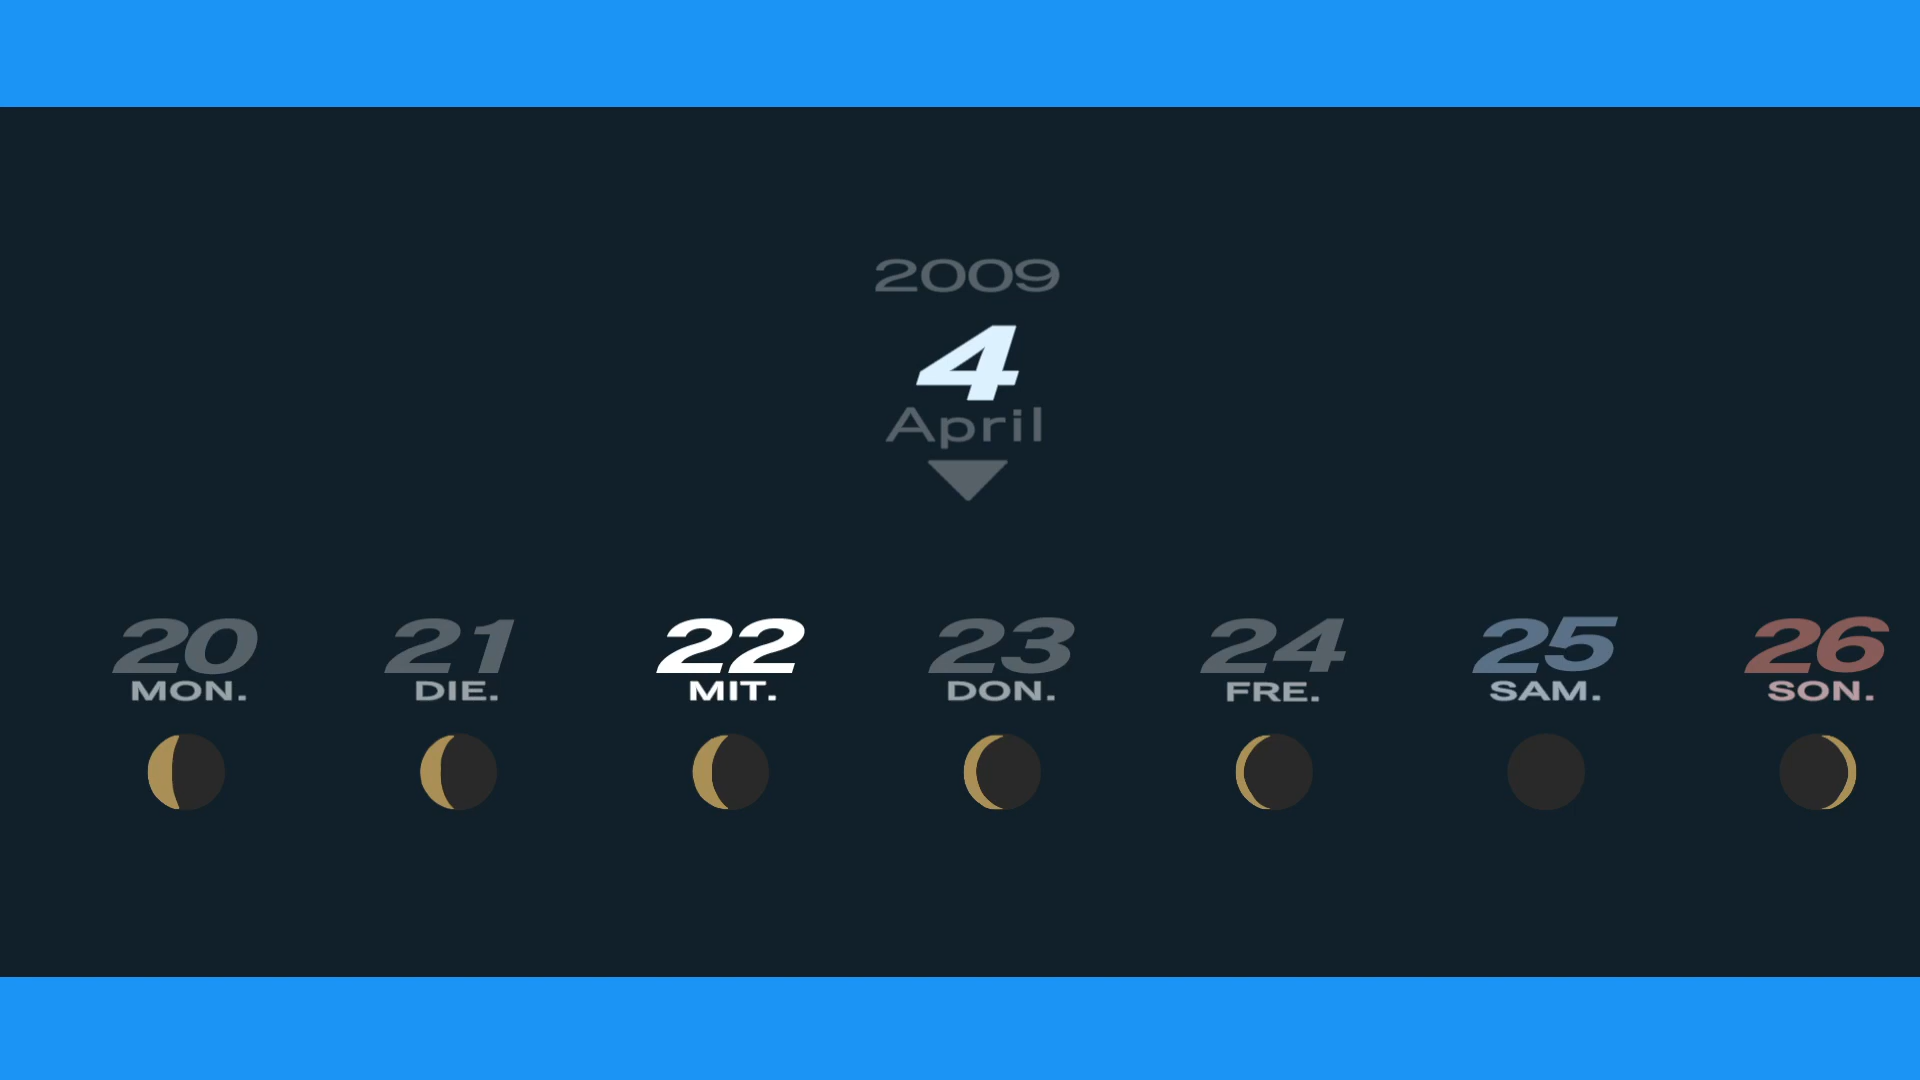 2009
4
April
20 21 22 23 24 25 26
MON. DIE. MIT. DON. FRE. SAM. SON.